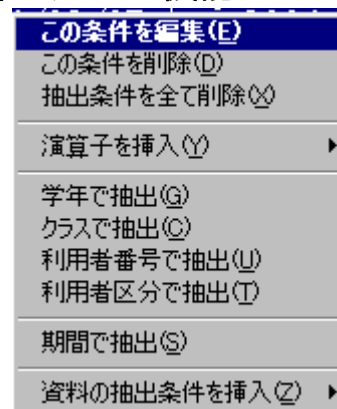 この条件を編集(E)
この条件を削除(D)
抽出条件を全て削除(X)
演算子を挿入(Y)
学年で抽出(G)
クラスで抽出(C)
利用者番号で抽出(U)
利用者区分で抽出(T)
期間で抽出(S)
資料の抽出条件を挿入(Z)